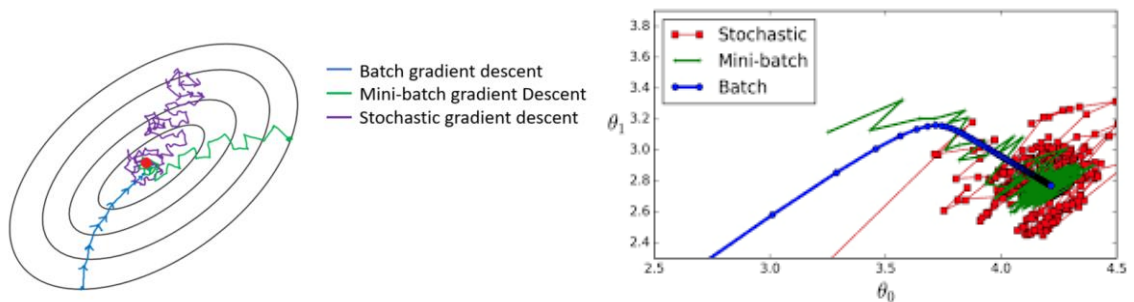 Batch gradient descent
Mini-batch gradient Descent
Stochastic gradient descent
Stochastic
Mini-batch
Batch
3.8
3.6
3.4
3.2
3.0
2.8
2.6
2.4
θ1
2.5
3.0
3.5
4.0
4.5
θ0